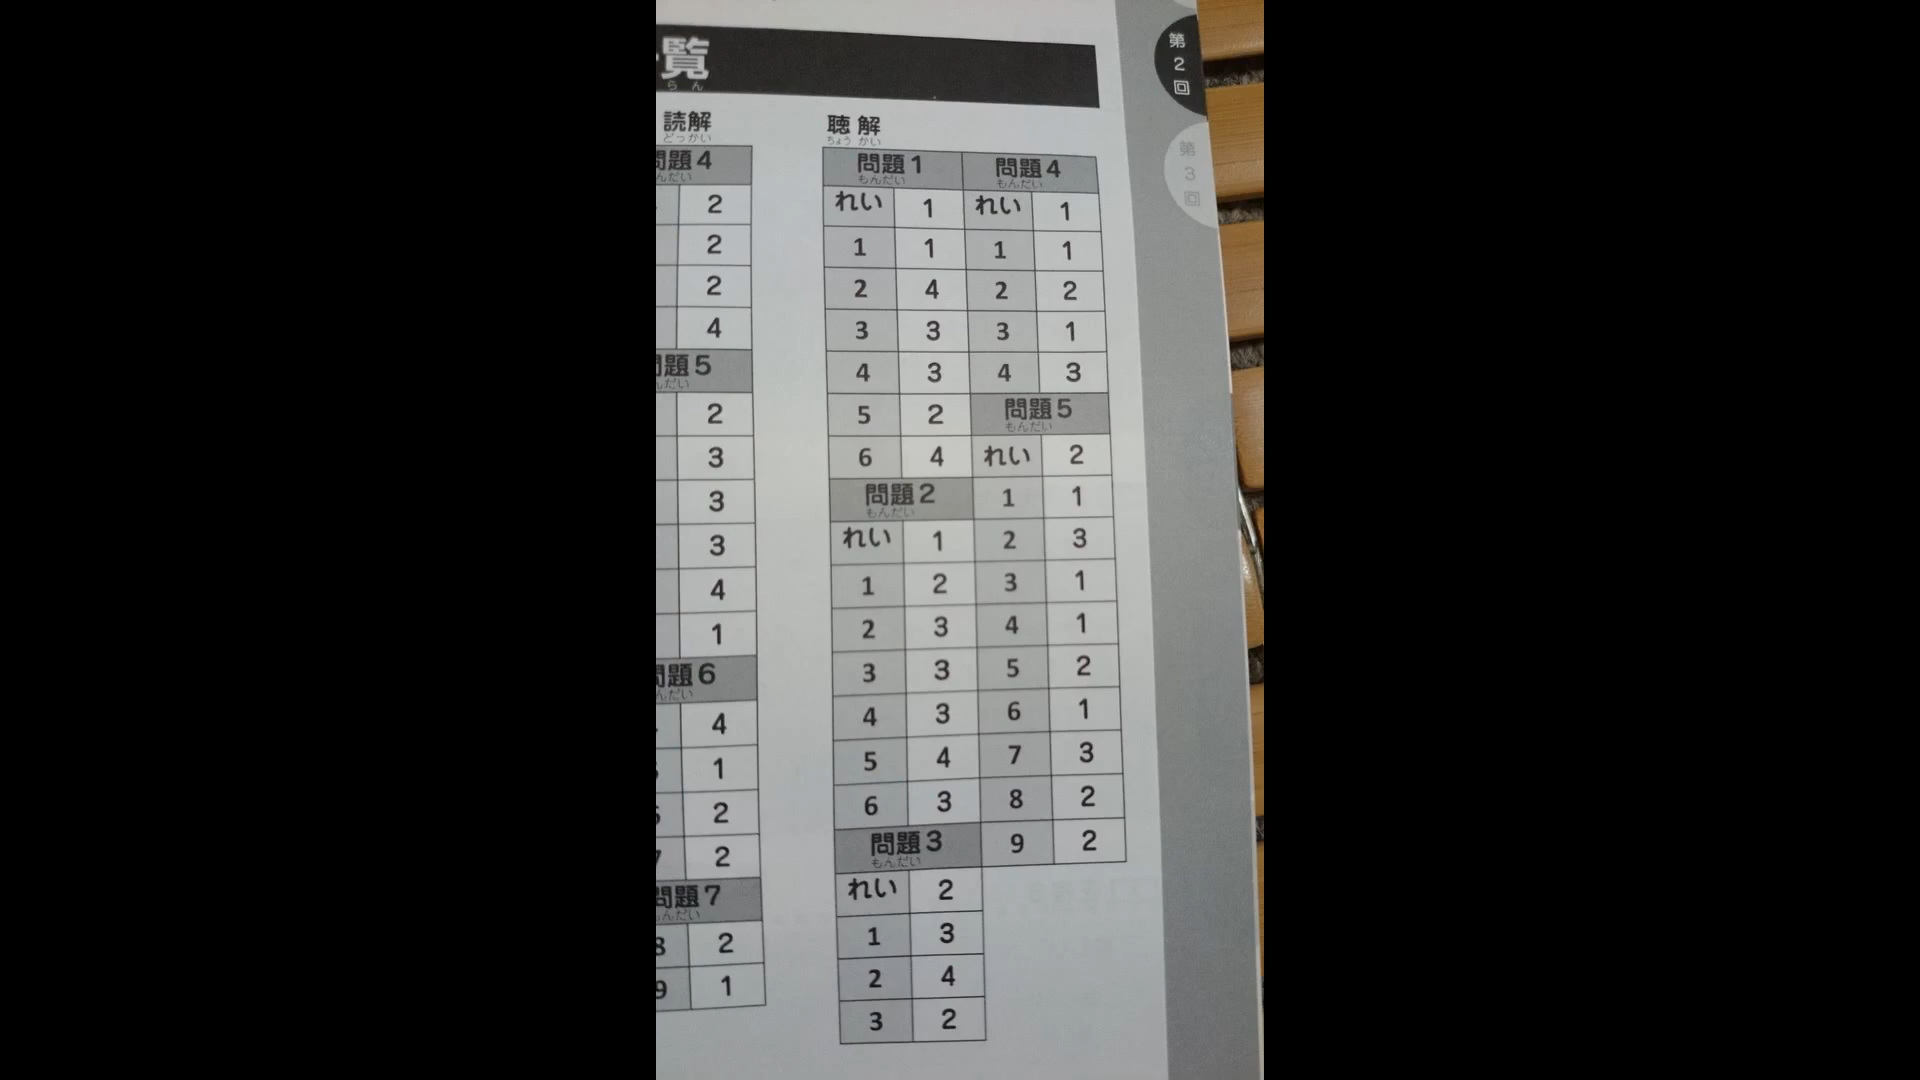 覧
らん
読解
どっかい
問題4
んだい
2
2
2
4
問題5
んだい
2
3
3
3
4
1
問題6
んだい
4
1
2
7 2
問題7
もんだい
8 2
9 1
聴解
ちょうかい
問題1 問題4
もんだい もんだい
れい 1 れい 1
1 1 1 1
2 4 2 2
3 3 3 1
4 3 4 3
5 2 問題5
もんだい
6 4 れい 2
問題2 1 1
もんだい
れい 1 2 3
1 2 3 1
2 3 4 1
3 3 5 2
4 3 6 1
5 4 7 3
6 3 8 2
問題3 9 2
もんだい
れい 2
1 3
2 4
3 2
第
2
回
第
3
回